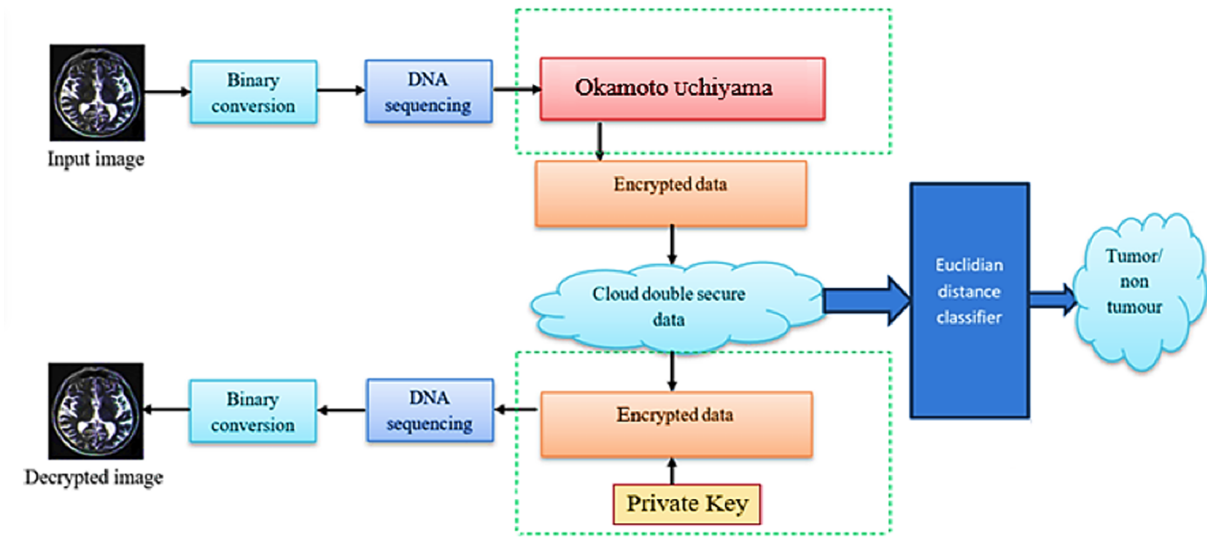 Input image
Binary
conversion
DNA
sequencing
Okamoto Uchiyama
Encrypted data
Cloud double secure
data
Euclidian
distance
classifier
Tumor/
non
tumour
Encrypted data
Private Key
DNA
sequencing
Binary
conversion
Decrypted image